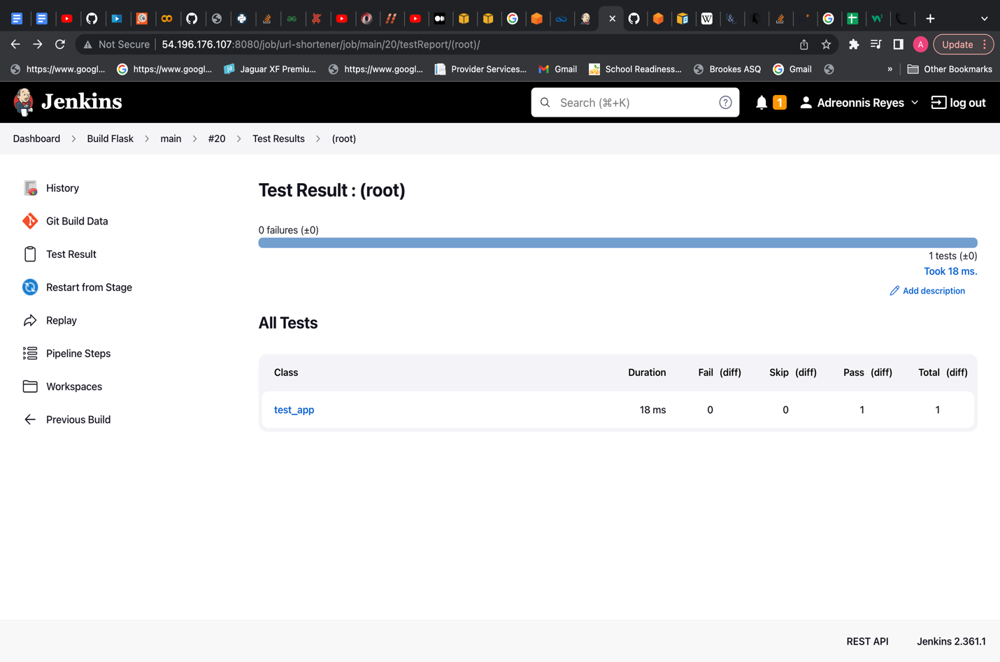 Not Secure 54.196.176.107:8080/job/url-shortener/job/main/20/testReport/(root)/
A
Update
https://www.googl...
https://www.googl...
Jaguar XF Premiu...
https://www.googl...
Provider Services...
Gmail
School Readiness...
Brookes ASQ
Gmail
»
Other Bookmarks
Jenkins
Search (⌘+K)
?
1
Adreonnis Reyes
log out
Dashboard > Build Flask > main > #20 > Test Results > (root)
History
Git Build Data
Test Result
Restart from Stage
Replay
Pipeline Steps
Workspaces
Previous Build
Test Result : (root)
0 failures (±0)
1 tests (±0)
Took 18 ms.
Add description
All Tests
Class Duration Fail (diff) Skip (diff) Pass (diff) Total (diff)
test_app 18 ms 0 0 1 1
REST API Jenkins 2.361.1